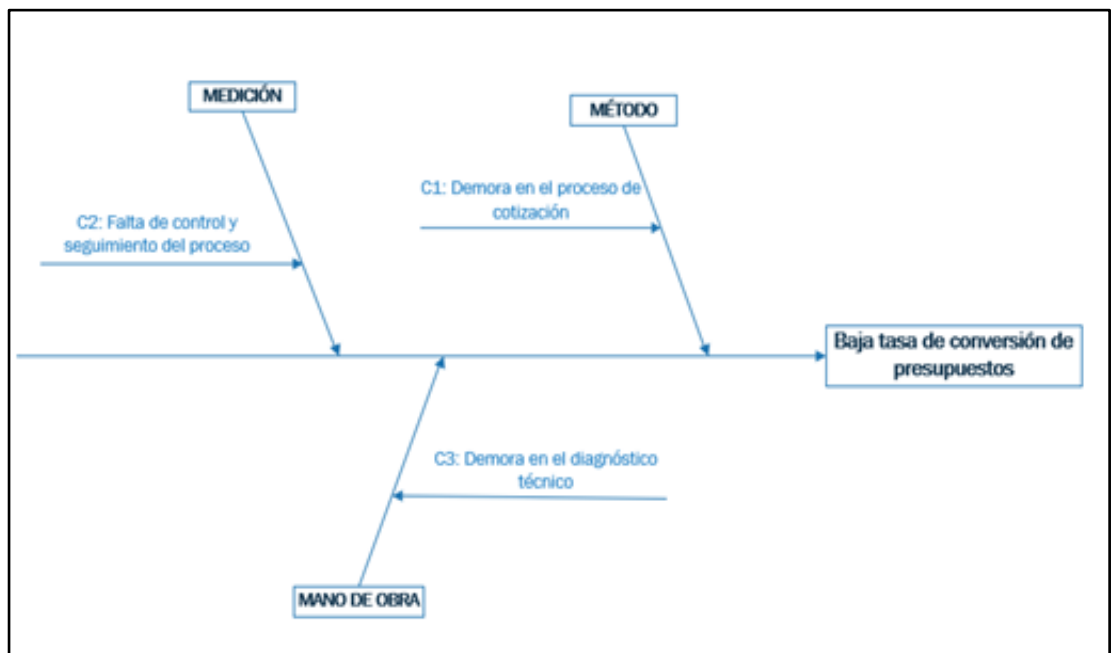 MEDICIÓN
MÉTODO
C1: Demora en el proceso de
cotización
C2: Falta de control y
seguimiento del proceso
Baja tasa de conversión de
presupuestos
C3: Demora en el diagnóstico
técnico
MANO DE OBRA